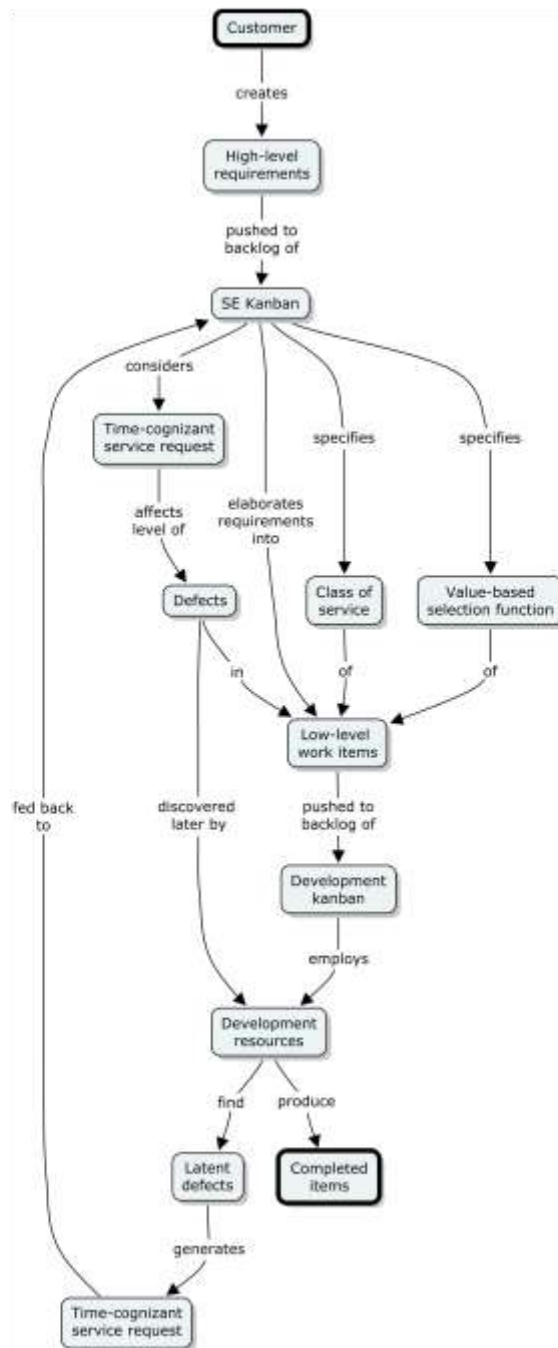 Customer
creates
High-level
requirements
pushed to
backlog of
SE Kanban
considers
Time-cognizant
service request
specifies
specifies
affects
level of
elaborates
requirements
into
Defects
Class of
service
Value-based
selection function
in
of
of
Low-level
work items
fed back
to
discovered
later by
pushed to
backlog of
Development
kanban
employs
Development
resources
find
produce
Latent
defects
Completed
items
generates
Time-cognizant
service request